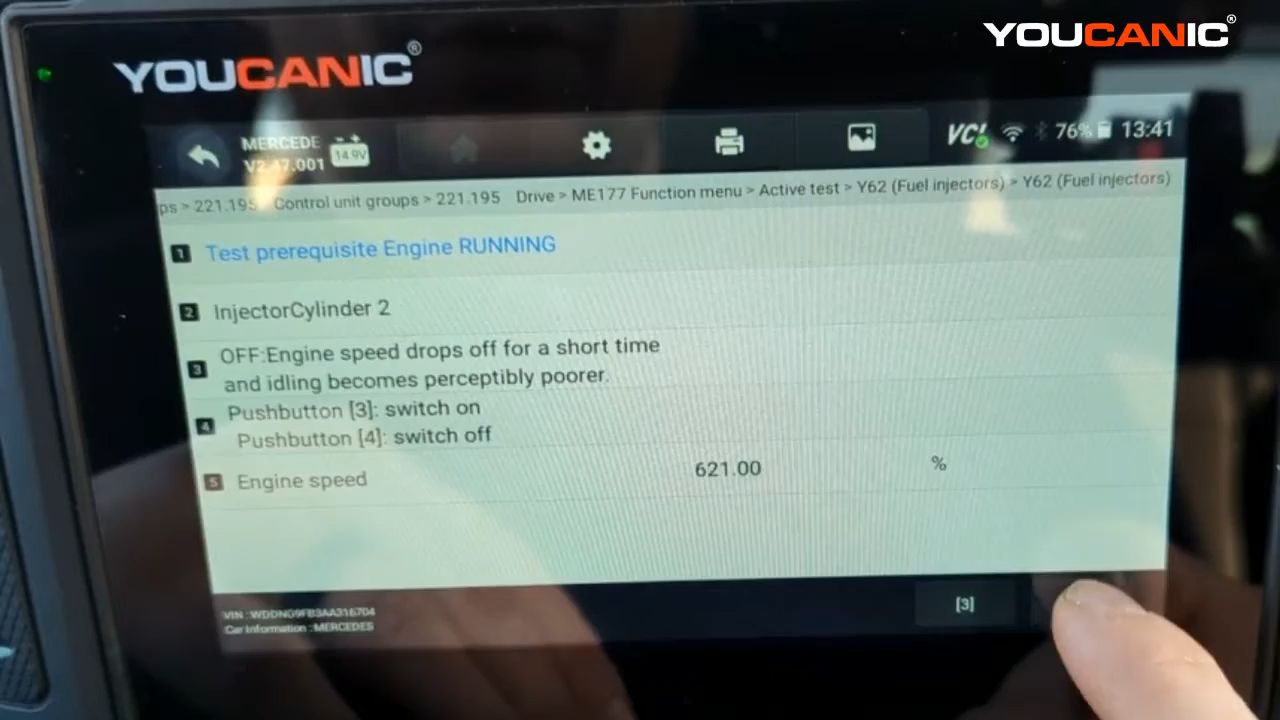 YOUCANIC®
YOUCANIC®
MERCEDE
V2.47.001
14.9V
VCI
76%
13:41
ps > 221.195 Control unit groups > 221.195 Drive > ME177 Function menu > Active test > Y62 (Fuel injectors) > Y62 (Fuel injectors)
1 Test prerequisite Engine RUNNING
2 InjectorCylinder 2
3 OFF:Engine speed drops off for a short time
and idling becomes perceptibly poorer.
4 Pushbutton [3]: switch on
Pushbutton [4]: switch off
5 Engine speed 621.00 %
[3]
VIN : WDDNG9FB3AA316704
Car Information : MERCEDES